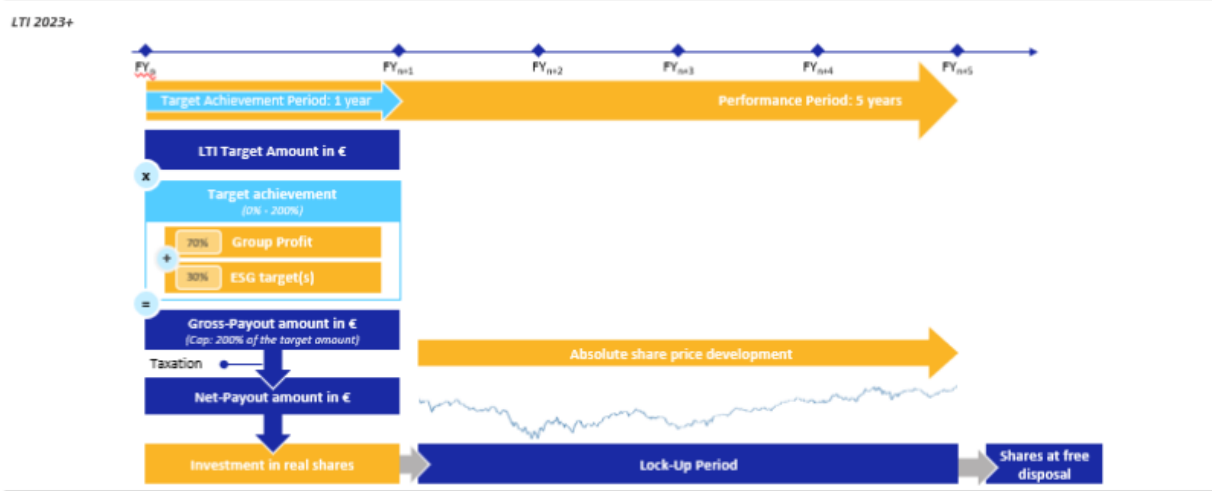 LTI 2023+
FYn FYn+1 FYn+2 FYn+3 FYn+4 FYn+5
Target Achievement Period: 1 year
Performance Period: 5 years
LTI Target Amount in €
x
Target achievement
(0% - 200%)
70% Group Profit
+
30% ESG target(s)
=
Gross-Payout amount in €
(Cap: 200% of the target amount)
Absolute share price development
Taxation
Net-Payout amount in €
Investment in real shares
Lock-Up Period
Shares at free
disposal